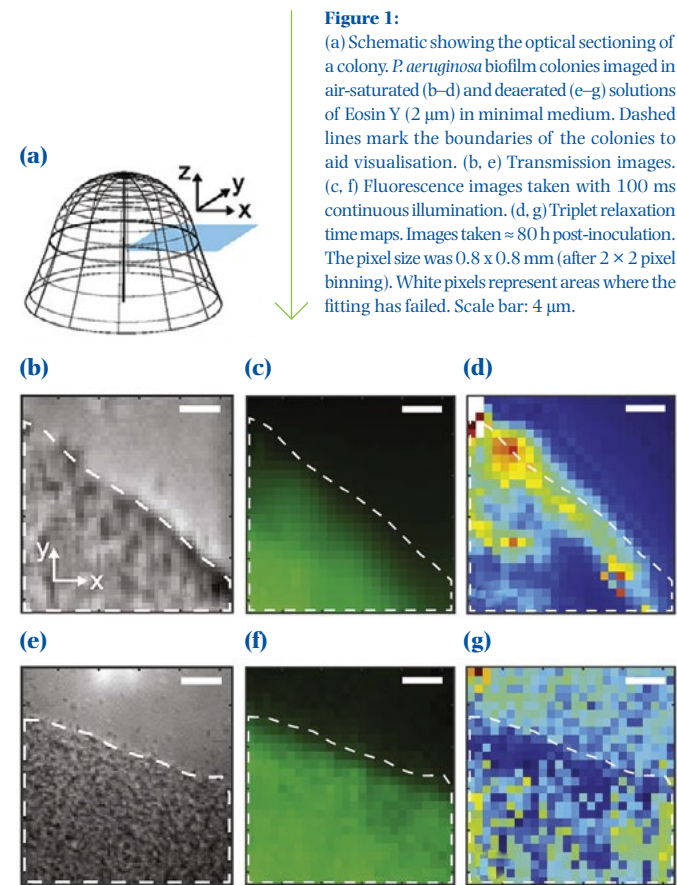 Figure 1:
(a) Schematic showing the optical sectioning of
a colony. P. aeruginosa biofilm colonies imaged in
air-saturated (b–d) and deaerated (e–g) solutions
of Eosin Y (2 μm) in minimal medium. Dashed
lines mark the boundaries of the colonies to
aid visualisation. (b, e) Transmission images.
(c, f) Fluorescence images taken with 100 ms
continuous illumination. (d, g) Triplet relaxation
time maps. Images taken ≈ 80 h post-inoculation.
The pixel size was 0.8 x 0.8 mm (after 2 × 2 pixel
binning). White pixels represent areas where the
fitting has failed. Scale bar: 4 μm.
(a)
z
y
x
(b)
(c)
(d)
y
x
(e)
(f)
(g)